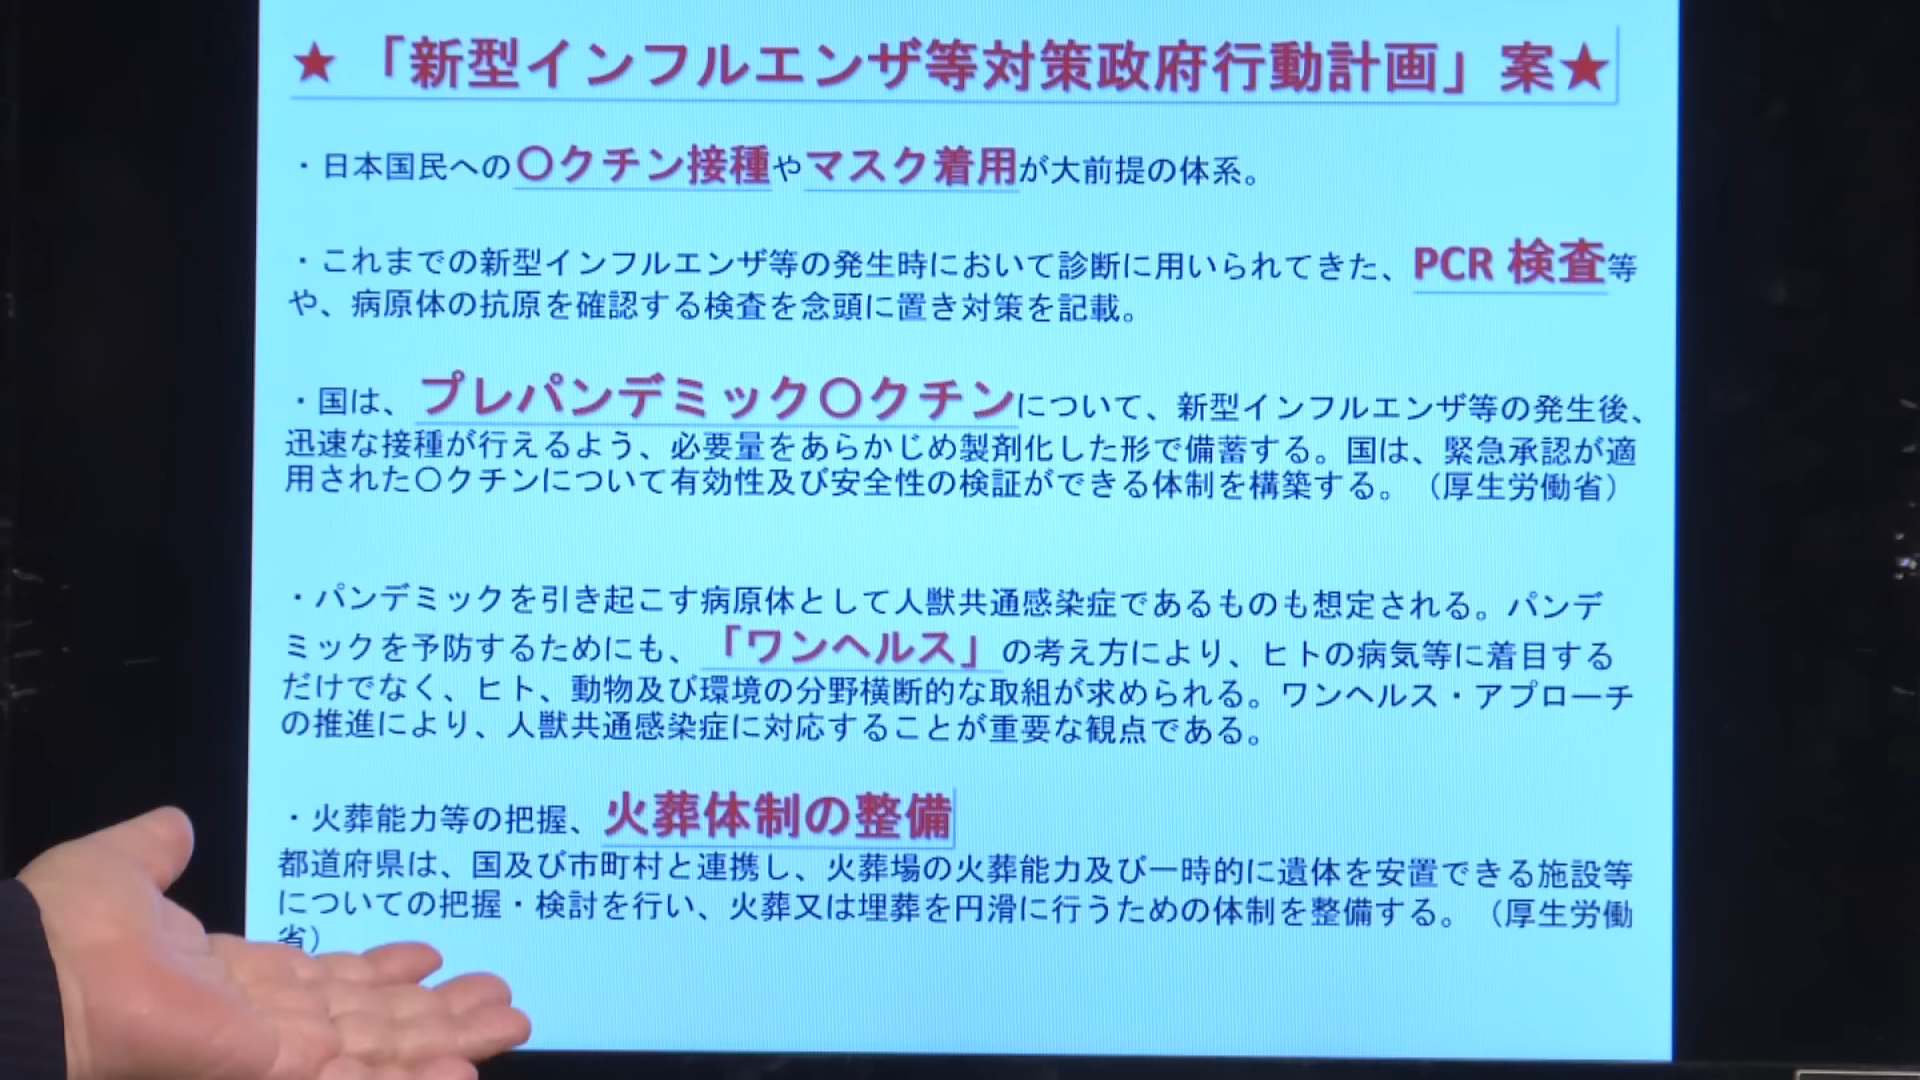 ★「新型インフルエンザ等対策政府行動計画」案★
・日本国民への〇クチン接種やマスク着用が大前提の体系。
・これまでの新型インフルエンザ等の発生時において診断に用いられてきた、PCR 検査等
や、病原体の抗原を確認する検査を念頭に置き対策を記載。
・国は、プレパンデミック〇クチンについて、新型インフルエンザ等の発生後、
迅速な接種が行えるよう、必要量をあらかじめ製剤化した形で備蓄する。国は、緊急承認が適
用された〇クチンについて有効性及び安全性の検証ができる体制を構築する。（厚生労働省）
・パンデミックを引き起こす病原体として人獣共通感染症であるものも想定される。パンデ
ミックを予防するためにも、「ワンヘルス」の考え方により、ヒトの病気等に着目する
だけでなく、ヒト、動物及び環境の分野横断的な取組が求められる。ワンヘルス・アプローチ
の推進により、人獣共通感染症に対応することが重要な観点である。
・火葬能力等の把握、火葬体制の整備
都道府県は、国及び市町村と連携し、火葬場の火葬能力及び一時的に遺体を安置できる施設等
についての把握・検討を行い、火葬又は埋葬を円滑に行うための体制を整備する。（厚生労働
省）